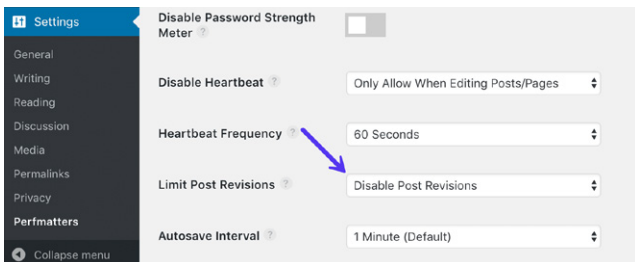 Settings
General
Writing
Reading
Discussion
Media
Permalinks
Privacy
Perfmatters
Collapse menu
Disable Password Strength
Meter ?
Disable Heartbeat ?
Only Allow When Editing Posts/Pages
Heartbeat Frequency ?
60 Seconds
Limit Post Revisions ?
Disable Post Revisions
Autosave Interval ?
1 Minute (Default)